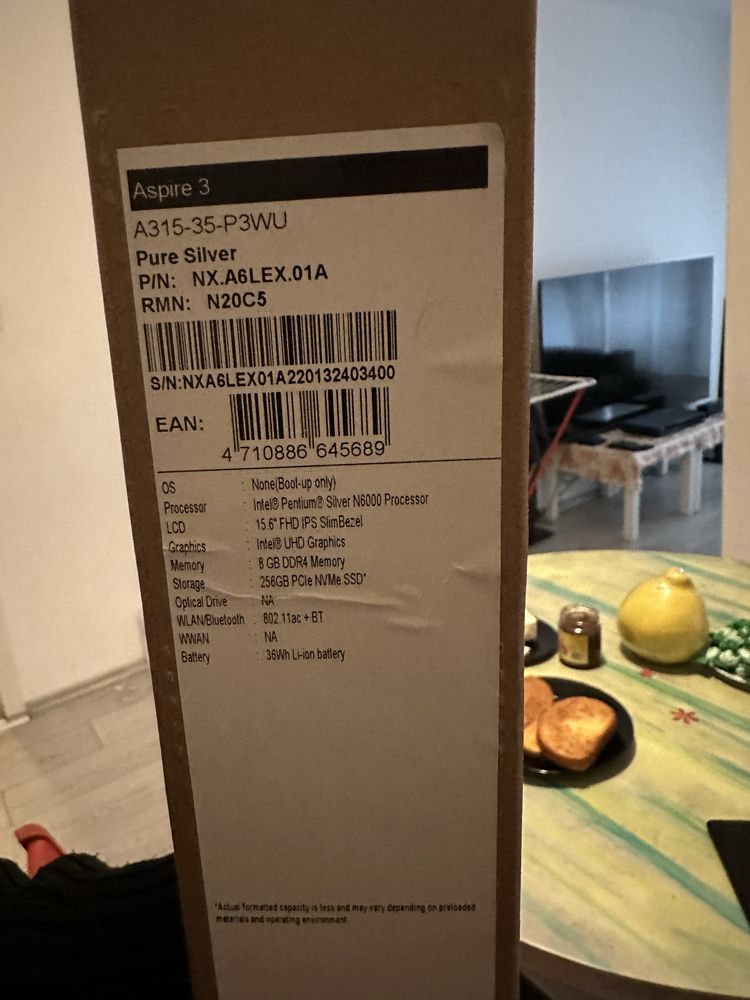 Aspire 3
A315-35-P3WU
Pure Silver
P/N: NX.A6LEX.01A
RMN: N20C5
S/N:NXA6LEX01A220132403400
EAN:
4 710886 645689
OS : None(Boot-up only)
Processor : Intel® Pentium® Silver N6000 Processor
LCD : 15.6" FHD IPS SlimBezel
Graphics : Intel® UHD Graphics
Memory : 8 GB DDR4 Memory
Storage : 256GB PCIe NVMe SSD*
Optical Drive : NA
WLAN/Bluetooth : 802.11ac + BT
WWAN : NA
Battery : 36Wh Li-ion battery
*Actual formatted capacity is less and may vary depending on preloaded
materials and operating environment